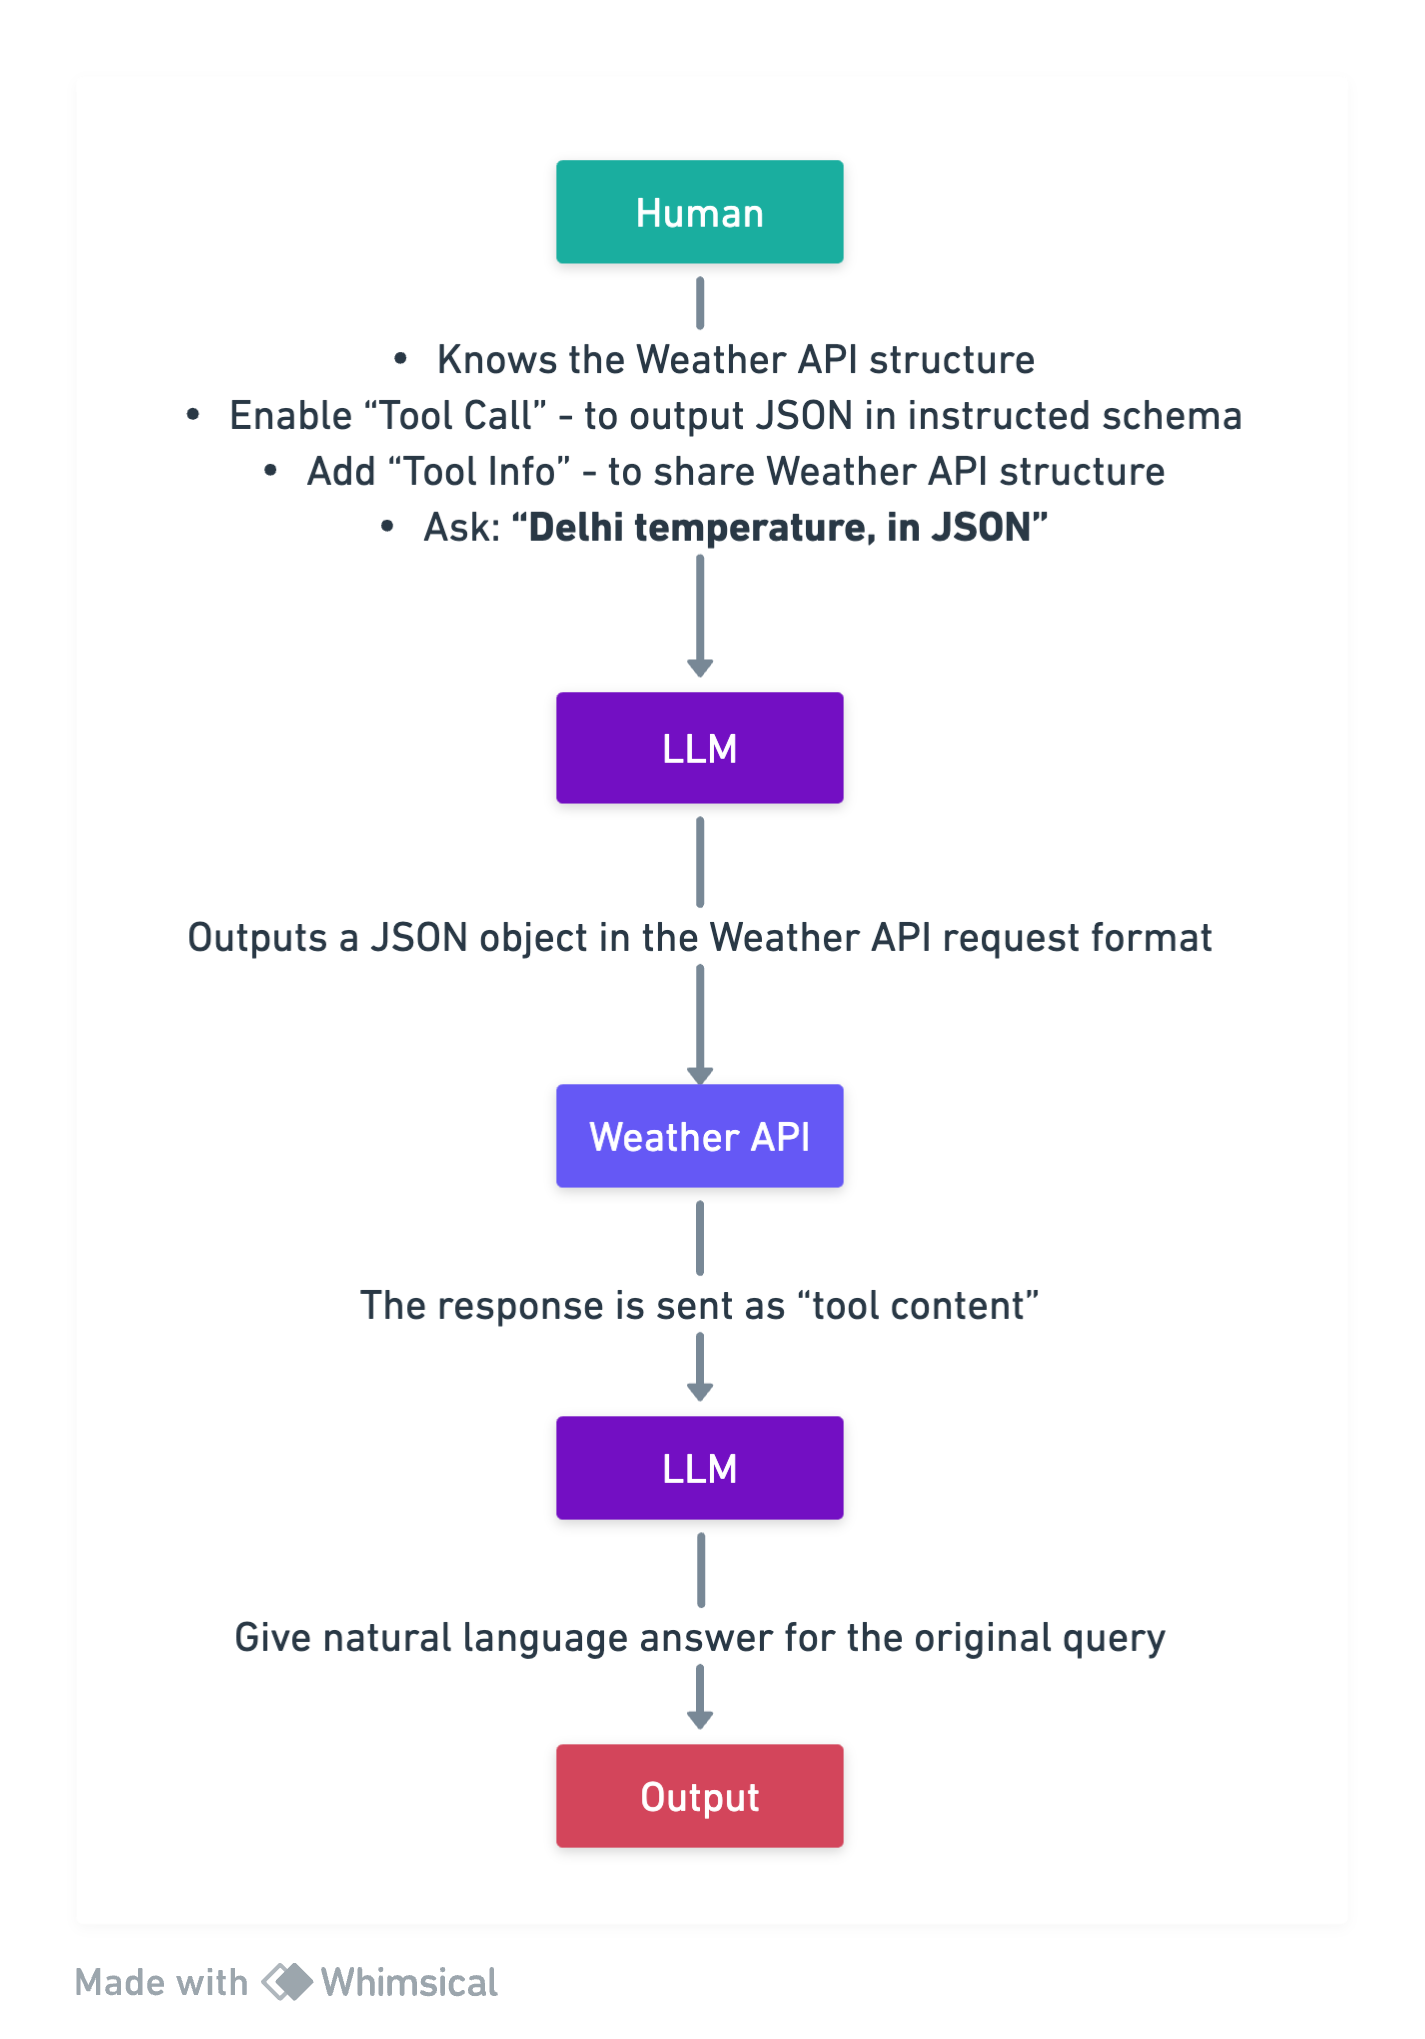 Human
• Knows the Weather API structure
• Enable “Tool Call” - to output JSON in instructed schema
• Add “Tool Info” - to share Weather API structure
• Ask: “Delhi temperature, in JSON”
LLM
Outputs a JSON object in the Weather API request format
Weather API
The response is sent as “tool content”
LLM
Give natural language answer for the original query
Output
Made with Whimsical